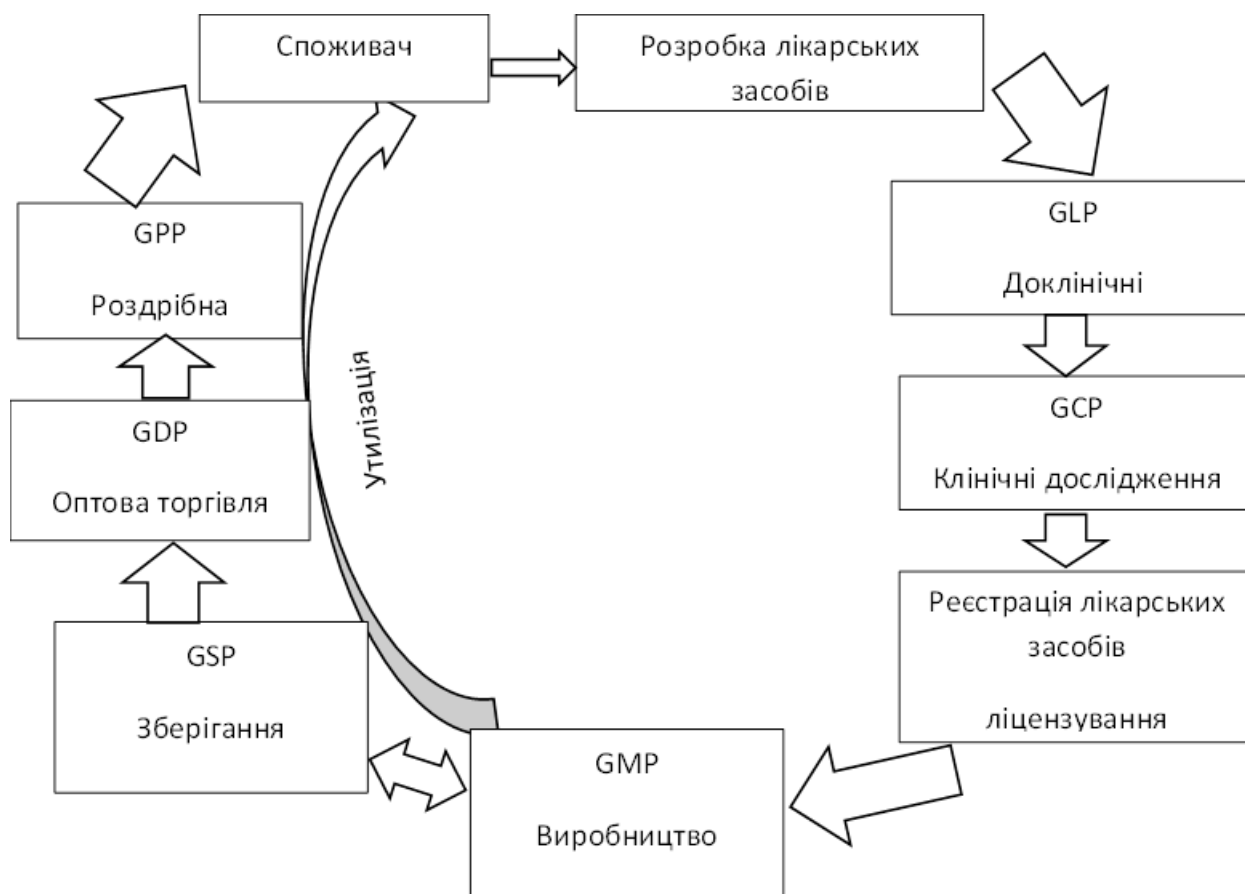 Споживач
Розробка лікарських
засобів
GLP
Доклінічні
GCP
Клінічні дослідження
Реєстрація лікарських
засобів
ліцензування
GMP
Виробництво
GSP
Зберігання
GDP
Оптова торгівля
GPP
Роздрібна
Утилізація